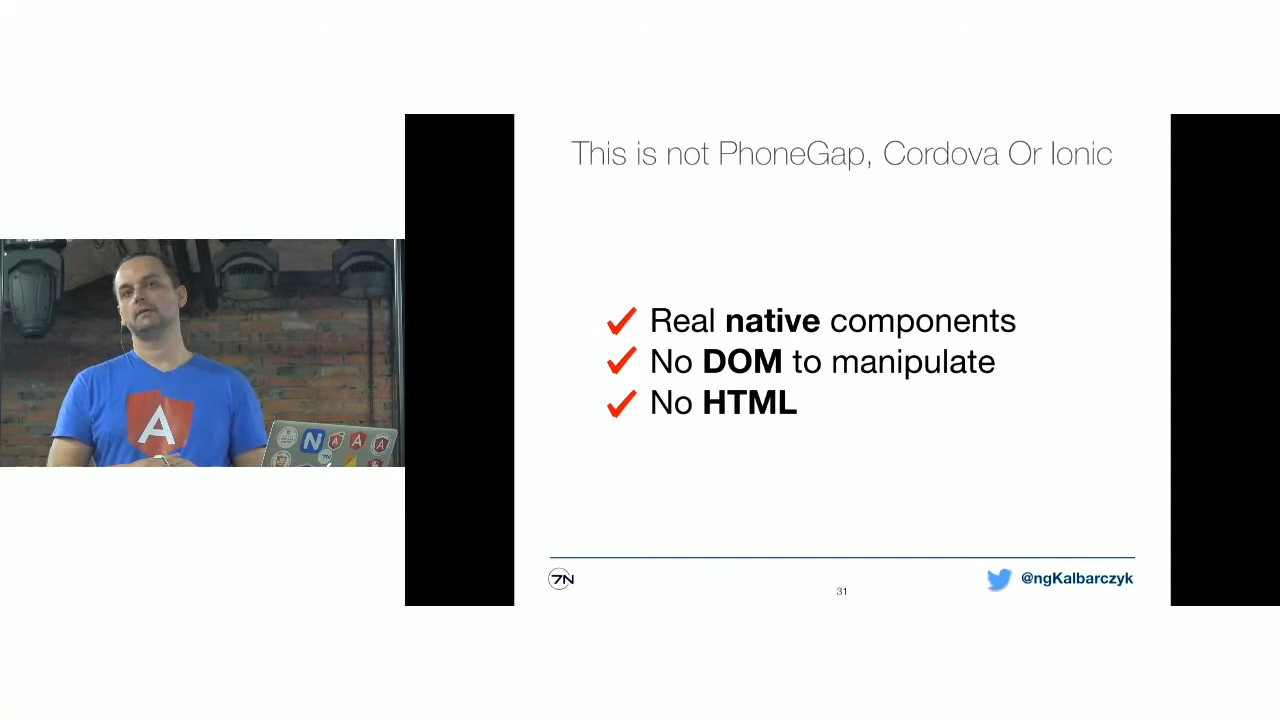 This is not PhoneGap, Cordova Or Ionic
Real native components
No DOM to manipulate
No HTML
A
N
A
A
7N
7N
31
@ngKalbarczyk